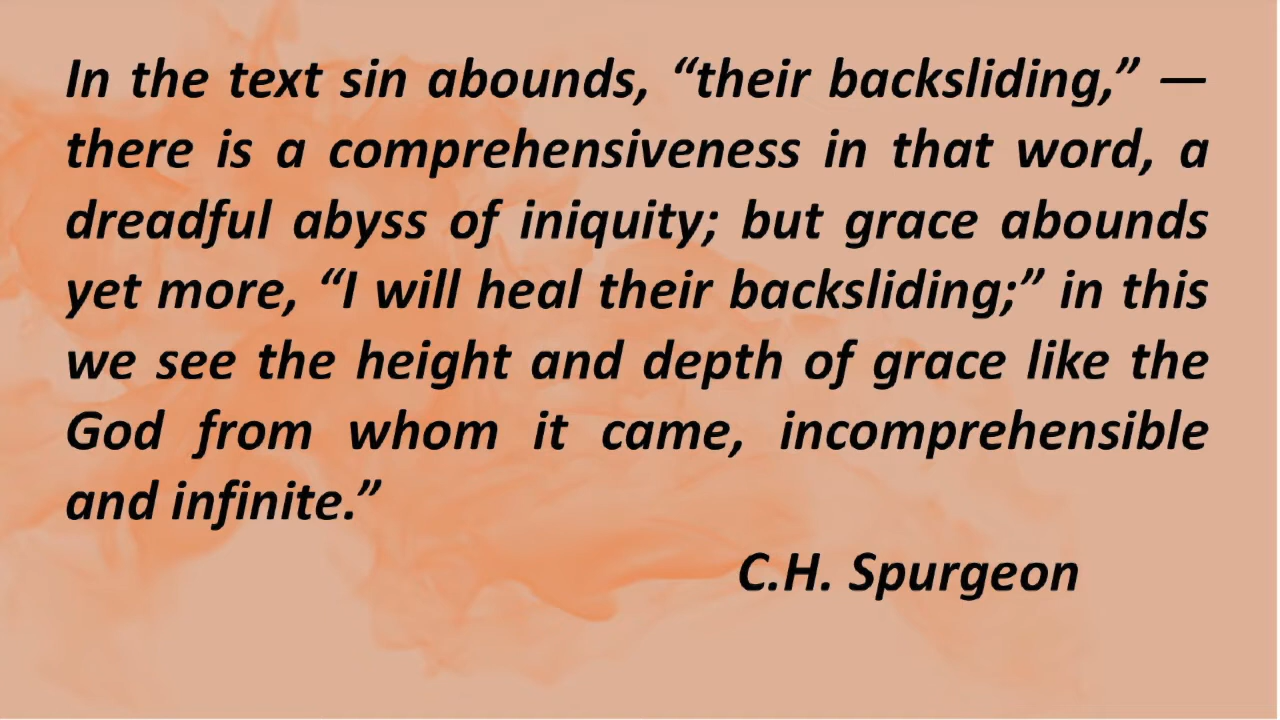 In the text sin abounds, “their backsliding,” —
there is a comprehensiveness in that word, a
dreadful abyss of iniquity; but grace abounds
yet more, “I will heal their backsliding;” in this
we see the height and depth of grace like the
God from whom it came, incomprehensible
and infinite.”
C.H. Spurgeon